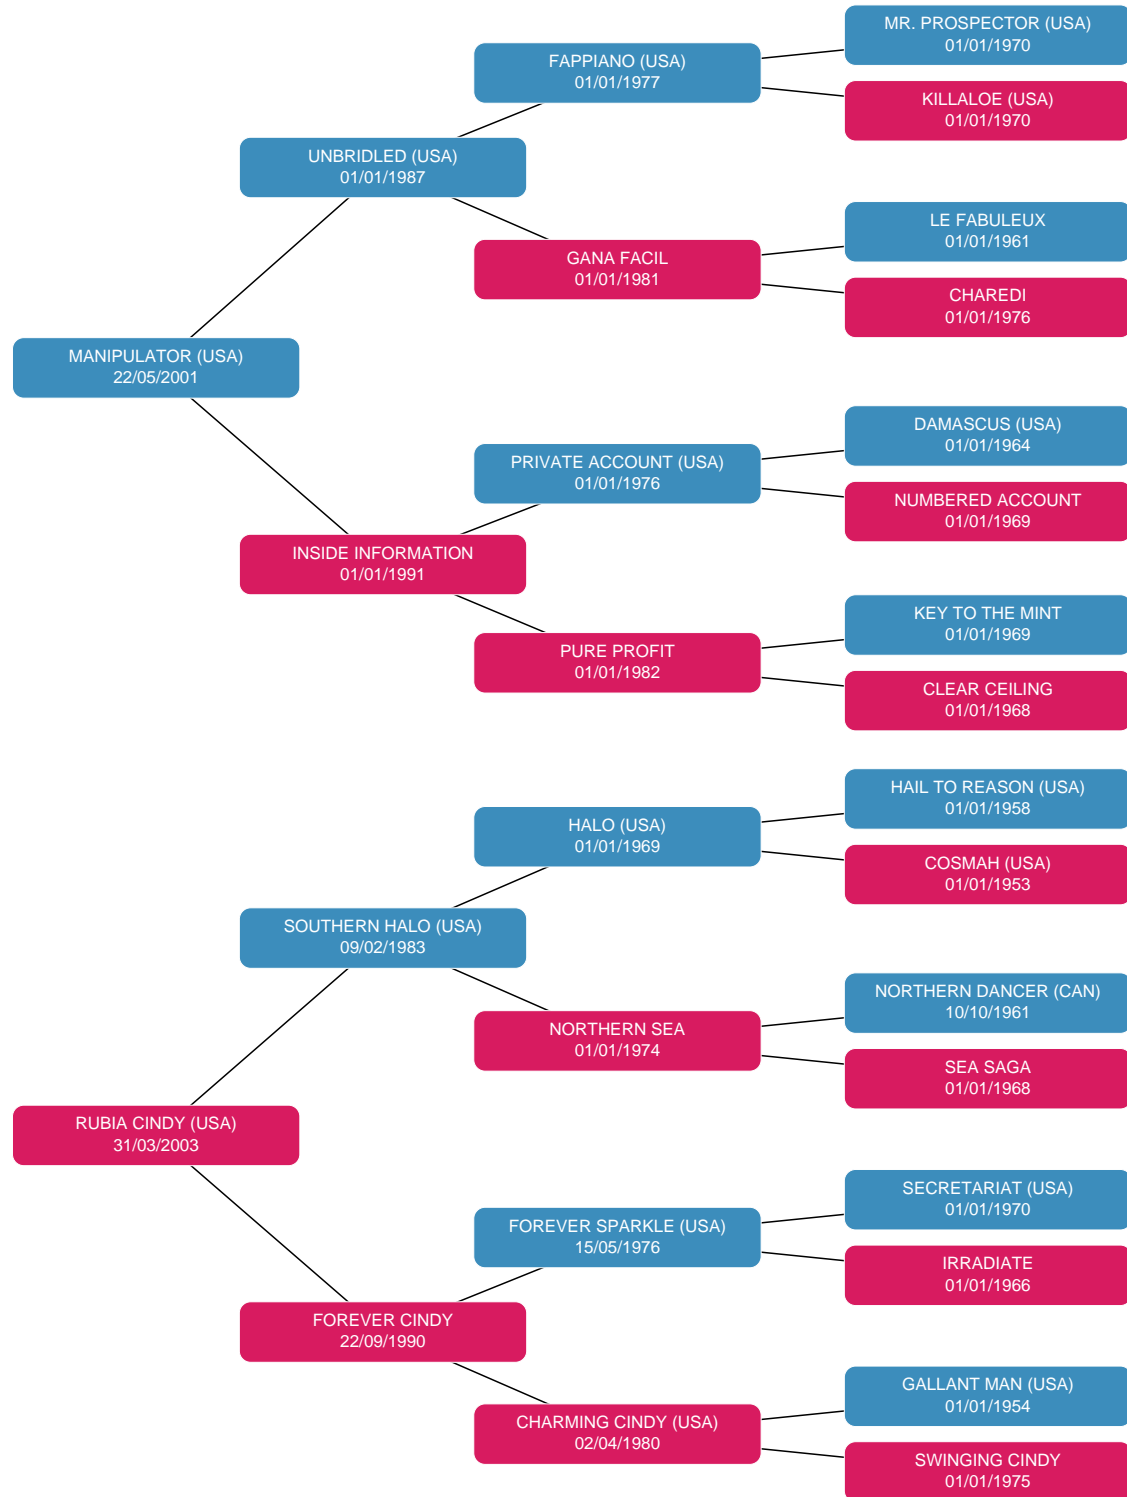 MR. PROSPECTOR (USA)
01/01/1970
FAPPIANO (USA)
01/01/1977
KILLALOE (USA)
01/01/1970
UNBRIDLED (USA)
01/01/1987
LE FABULEUX
01/01/1961
GANA FACIL
01/01/1981
CHAREDI
01/01/1976
MANIPULATOR (USA)
22/05/2001
DAMASCUS (USA)
01/01/1964
PRIVATE ACCOUNT (USA)
01/01/1976
NUMBERED ACCOUNT
01/01/1969
INSIDE INFORMATION
01/01/1991
KEY TO THE MINT
01/01/1969
PURE PROFIT
01/01/1982
CLEAR CEILING
01/01/1968
HAIL TO REASON (USA)
01/01/1958
HALO (USA)
01/01/1969
COSMAH (USA)
01/01/1953
SOUTHERN HALO (USA)
09/02/1983
NORTHERN DANCER (CAN)
10/10/1961
NORTHERN SEA
01/01/1974
SEA SAGA
01/01/1968
RUBIA CINDY (USA)
31/03/2003
SECRETARIAT (USA)
01/01/1970
FOREVER SPARKLE (USA)
15/05/1976
IRRADIATE
01/01/1966
FOREVER CINDY
22/09/1990
GALLANT MAN (USA)
01/01/1954
CHARMING CINDY (USA)
02/04/1980
SWINGING CINDY
01/01/1975